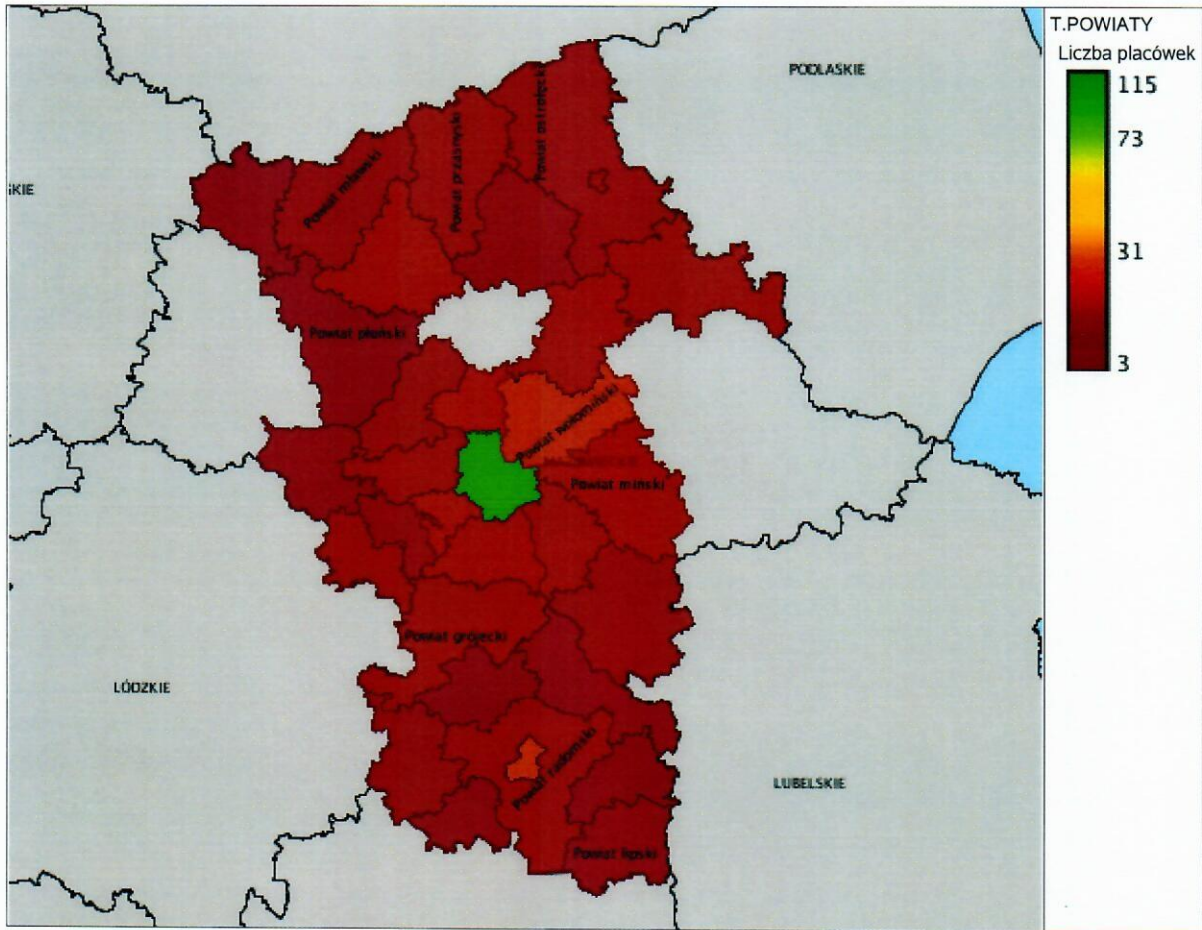 T.POWIATY
Liczba placówek
115
73
31
3
PODLASKIE
Powiat ostrołęcki
Powiat przasnyski
Powiat mławski
SKIE
Powiat płoński
Powiat wołomiński
Powiat miński
Powiat grójecki
ŁÓDZKIE
Powiat radomski
LUBELSKIE
Powiat lipski